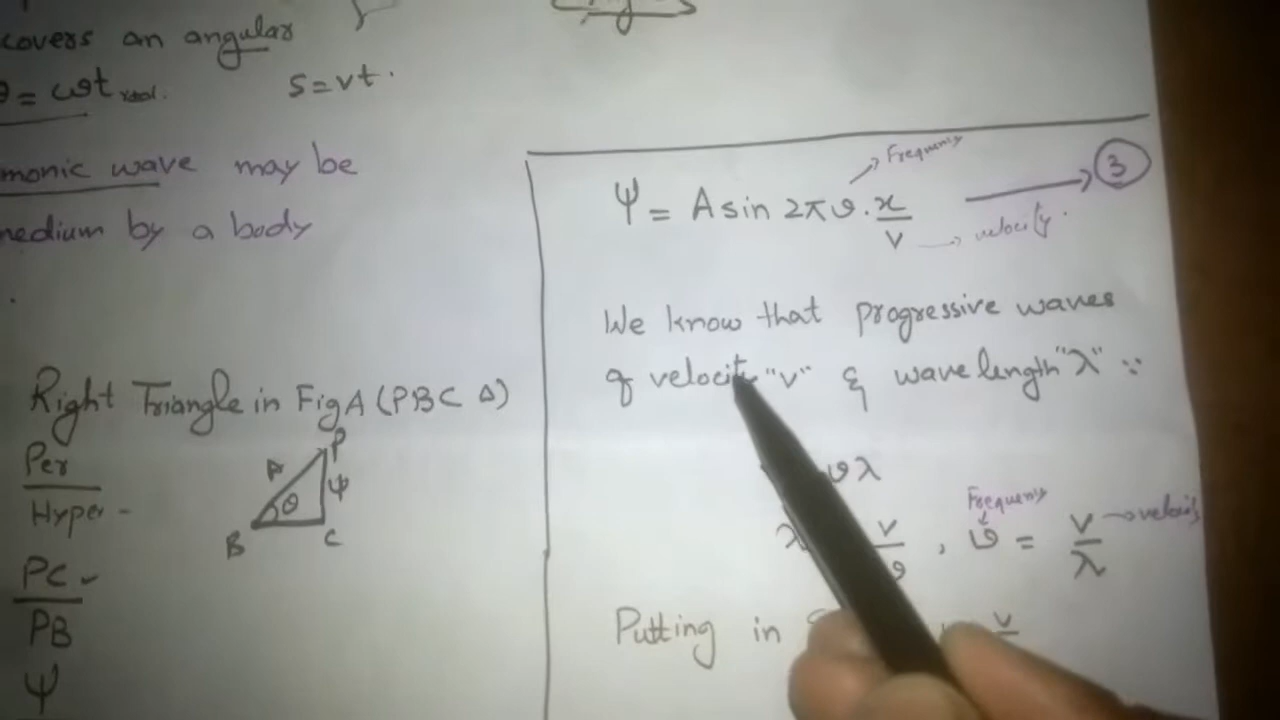 covers an angular
= ωt rad.
s = vt.
monic wave may be
medium by a body
Right Triangle in Fig A (PBC Δ)
Per
Hyper -
PC
PB
ψ
P
A
ψ
θ
B
C
ψ = A sin 2πν . x/v
→ Frequency
→ velocity.
→ 3
We know that progressive waves
of velocity "v" & wavelength "λ" ∵
νλ
λ v/ν , ν = v/λ
Frequency
→ velocity
Putting in
v